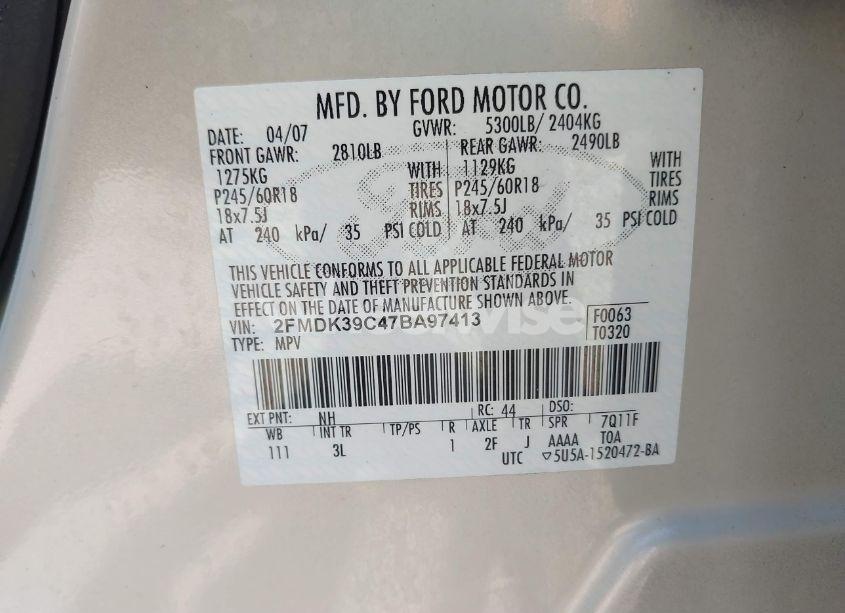 MFD. BY FORD MOTOR CO.
DATE: 04/07 GVWR: 5300LB/ 2404KG
FRONT GAWR: 2810LB REAR GAWR: 2490LB
1275KG WITH 1129KG WITH
P245/60R18 TIRES P245/60R18 TIRES
18x7.5J RIMS 18x7.5J RIMS
AT 240 kPa/ 35 PSI COLD AT 240 kPa/ 35 PSI COLD
THIS VEHICLE CONFORMS TO ALL APPLICABLE FEDERAL MOTOR
VEHICLE SAFETY AND THEFT PREVENTION STANDARDS IN
EFFECT ON THE DATE OF MANUFACTURE SHOWN ABOVE.
VIN: 2FMDK39C47BA97413 F0063
TYPE: MPV T0320
EXT PNT: NH RC: 44 DSO:
WB INT TR TP/PS R AXLE TR SPR 7Q11F
111 3L 1 2F J AAAA TOA
UTC ▽5U5A-1520472-BA